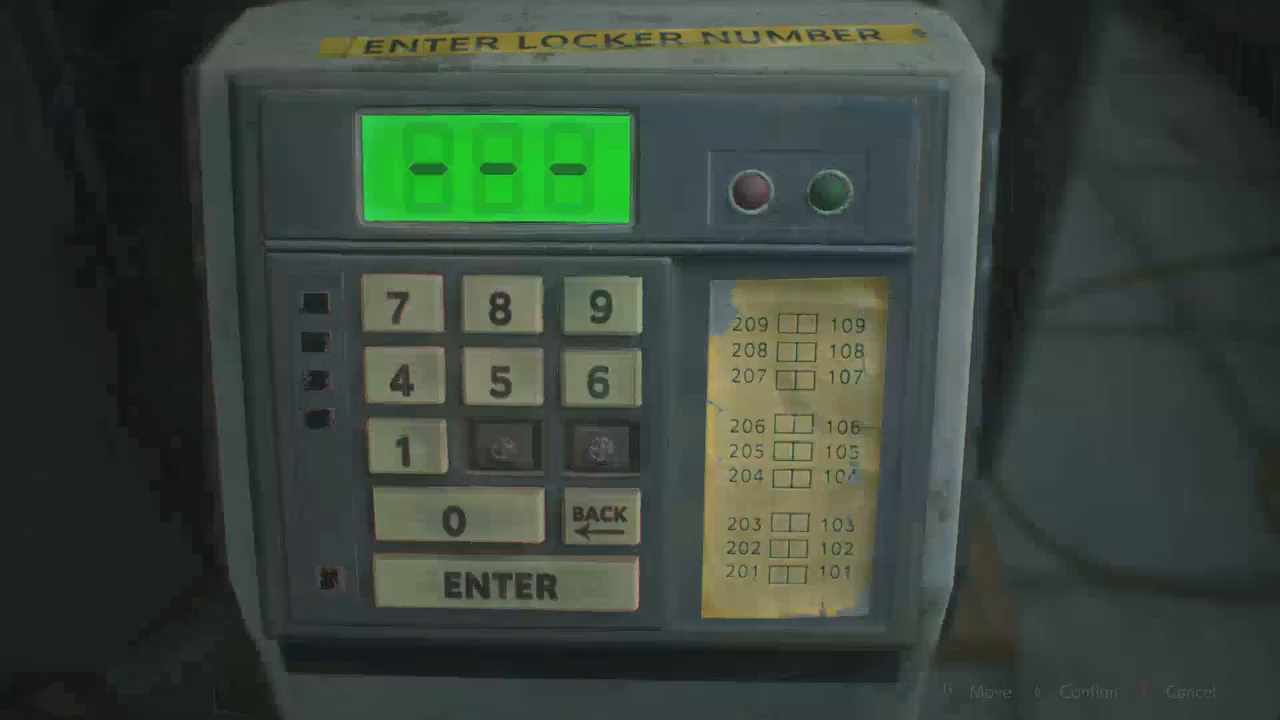 ENTER LOCKER NUMBER
7 8 9
4 5 6
1
0 BACK
ENTER
209 109
208 108
207 107
206 106
205 105
204 104
203 103
202 102
201 101
Move Confirm Cancel